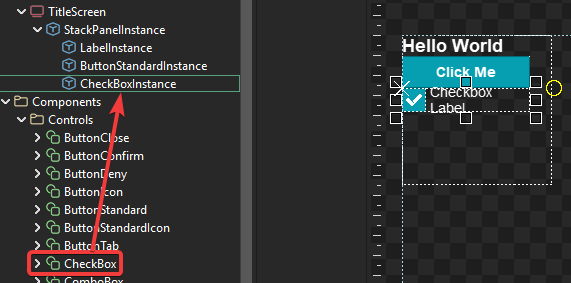 TitleScreen
StackPanelInstance
LabelInstance
ButtonStandardInstance
CheckBoxInstance
Components
Controls
ButtonClose
ButtonConfirm
ButtonDeny
ButtonIcon
ButtonStandard
ButtonStandardIcon
ButtonTab
CheckBox
ComboBox
Hello World
Click Me
Checkbox
Label